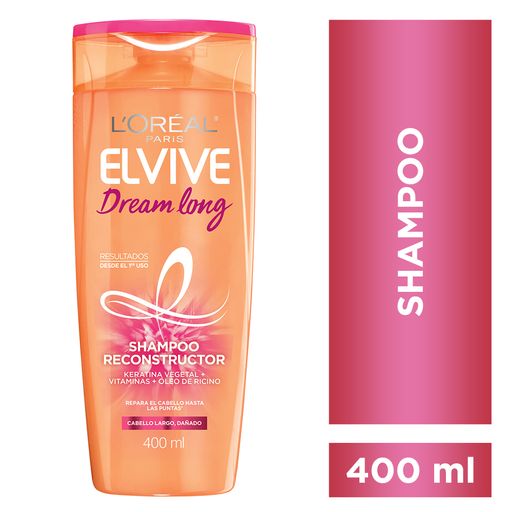 L'ORÉAL
PARIS
ELVIVE
Dream long
RESULTADOS
DESDE EL 1ER USO
SHAMPOO
RECONSTRUCTOR
KERATINA VEGETAL +
VITAMINAS + ÓLEO DE RICINO
REPARA EL CABELLO HASTA
LAS PUNTAS*
CABELLO LARGO, DAÑADO
400 ml
SHAMPOO
400 ml